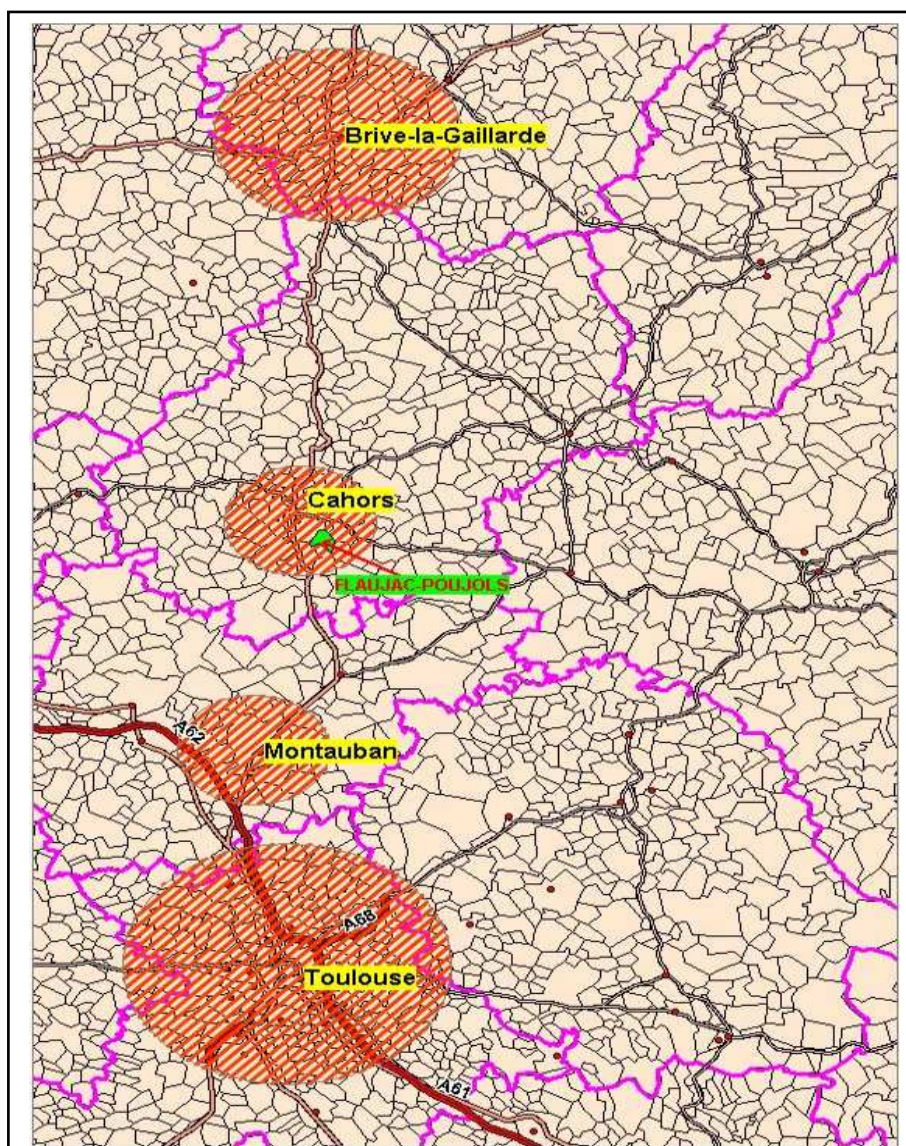 Brive-la-Gaillarde
Cahors
FLAUJAC-POUJOLS
A62
Montauban
A68
Toulouse
A61